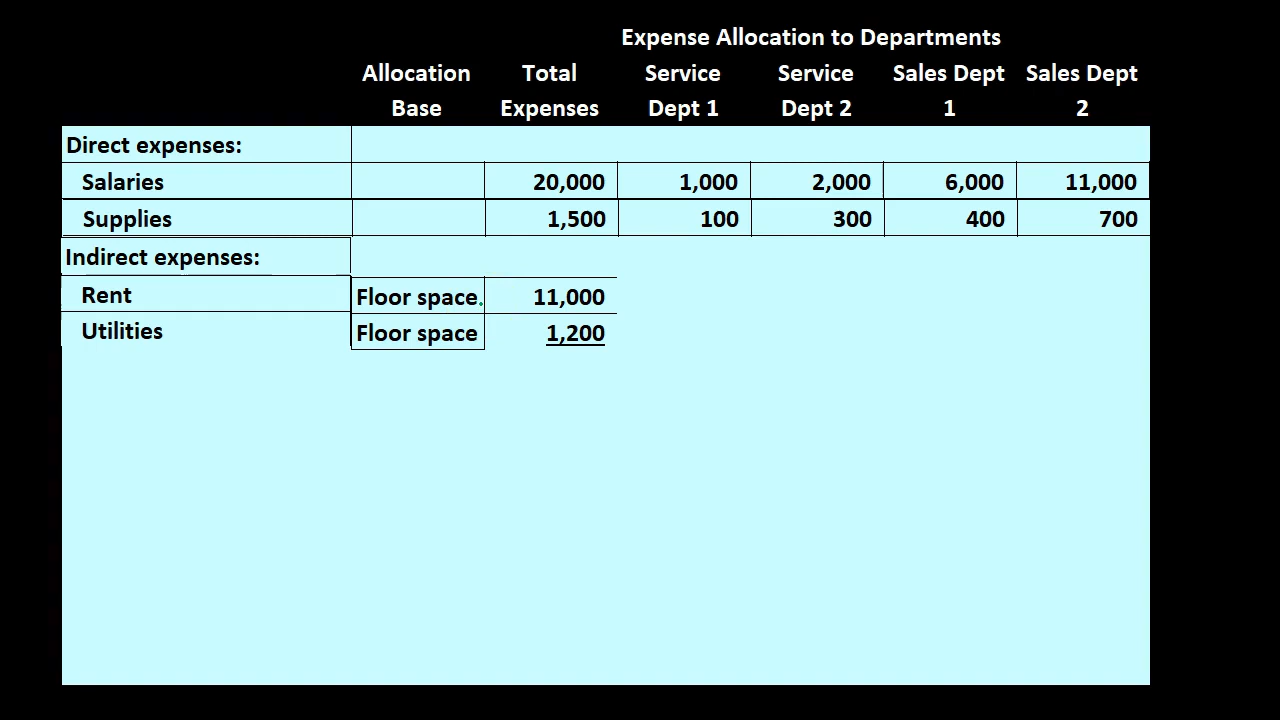 Expense Allocation to Departments
Allocation Total Service Service Sales Dept Sales Dept
Base Expenses Dept 1 Dept 2 1 2
Direct expenses:
Salaries 20,000 1,000 2,000 6,000 11,000
Supplies 1,500 100 300 400 700
Indirect expenses:
Rent Floor space. 11,000
Utilities Floor space 1,200